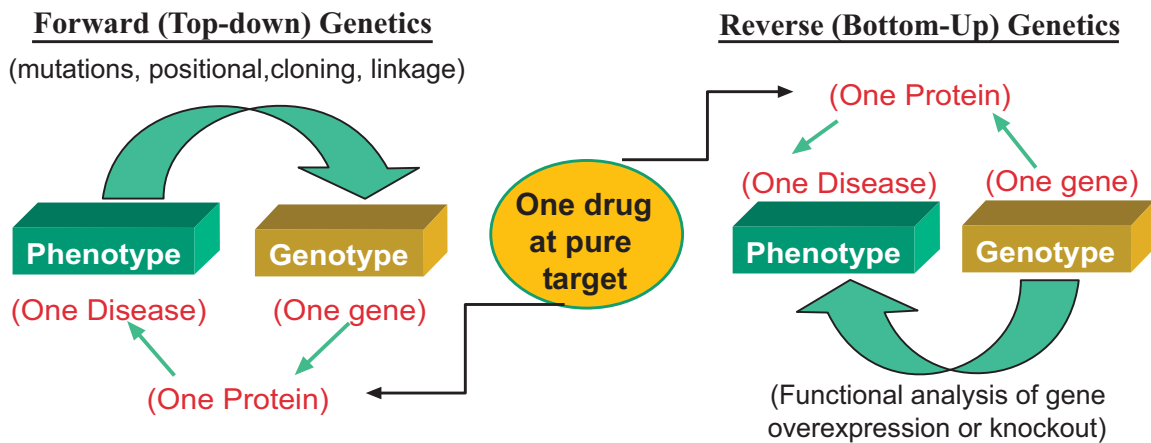 Forward (Top-down) Genetics
(mutations, positional,cloning, linkage)
Phenotype
Genotype
(One Disease)
(One gene)
(One Protein)
One drug
at pure
target
Reverse (Bottom-Up) Genetics
(One Protein)
(One Disease)
(One gene)
Phenotype
Genotype
(Functional analysis of gene
overexpression or knockout)